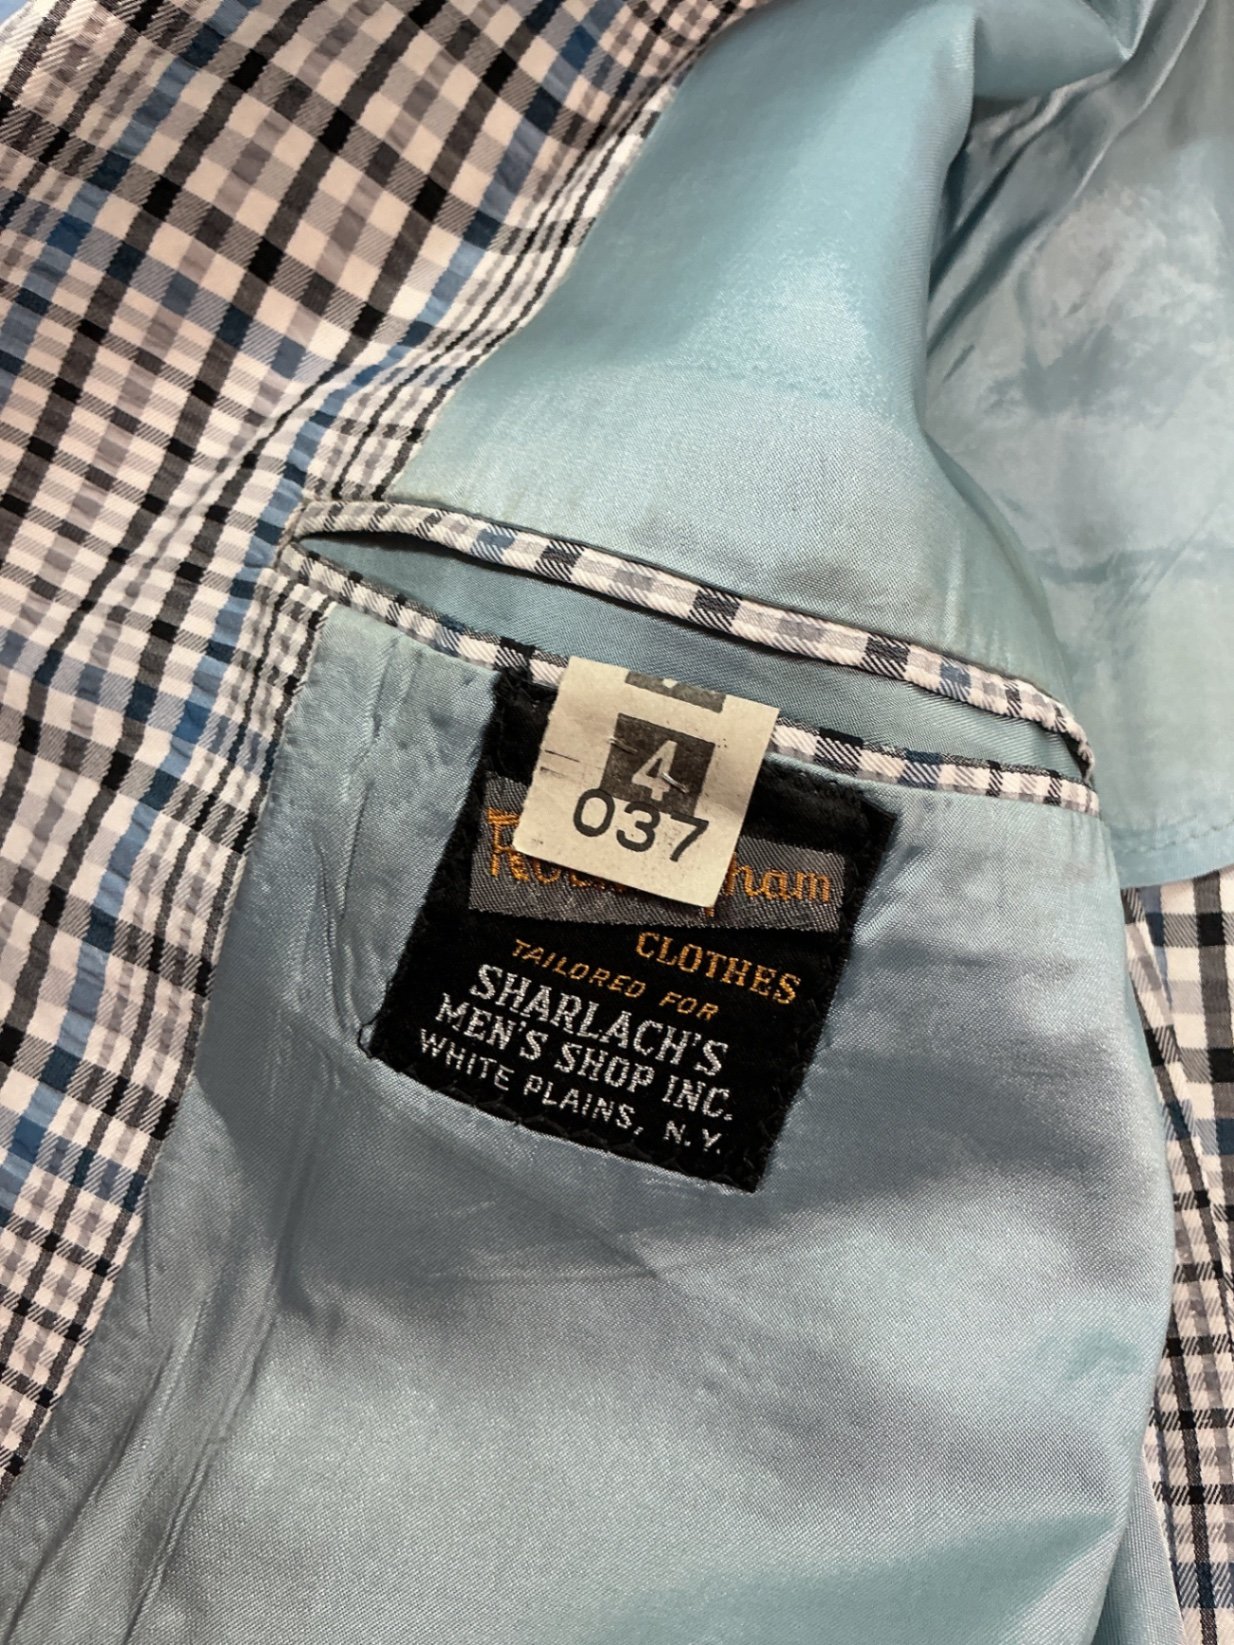 4
037
CLOTHES
TAILORED FOR
SHARLACH'S
MEN'S SHOP INC.
WHITE PLAINS, N.Y.